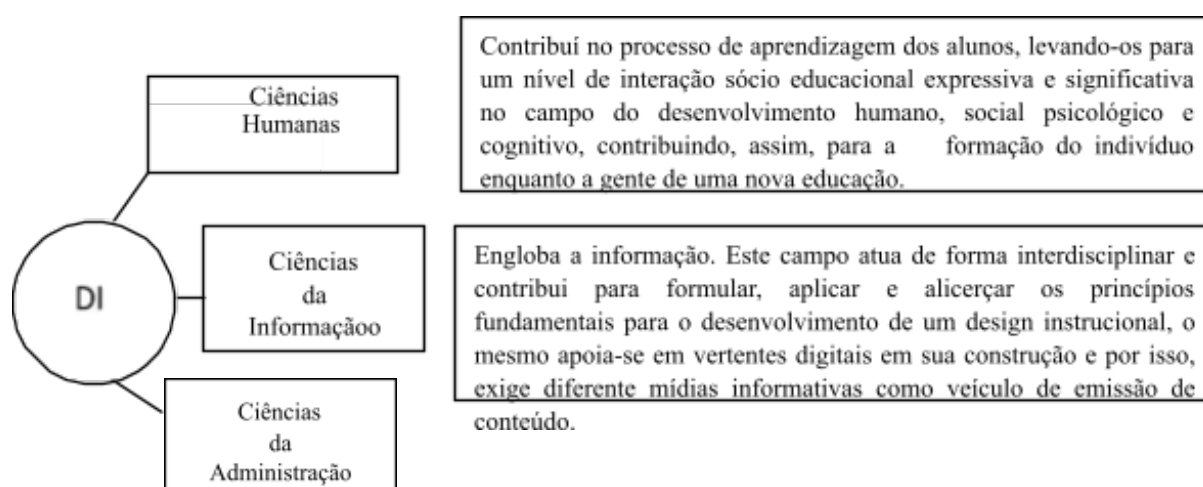 Ciências
Humanas
Contribuí no processo de aprendizagem dos alunos, levando-os para
um nível de interação sócio educacional expressiva e significativa
no campo do desenvolvimento humano, social psicológico e
cognitivo, contribuindo, assim, para a formação do indivíduo
enquanto a gente de uma nova educação.
DI
Ciências
da
Informaçãoo
Engloba a informação. Este campo atua de forma interdisciplinar e
contribui para formular, aplicar e alicerçar os princípios
fundamentais para o desenvolvimento de um design instrucional, o
mesmo apoia-se em vertentes digitais em sua construção e por isso,
exige diferente mídias informativas como veículo de emissão de
conteúdo.
Ciências
da
Administração